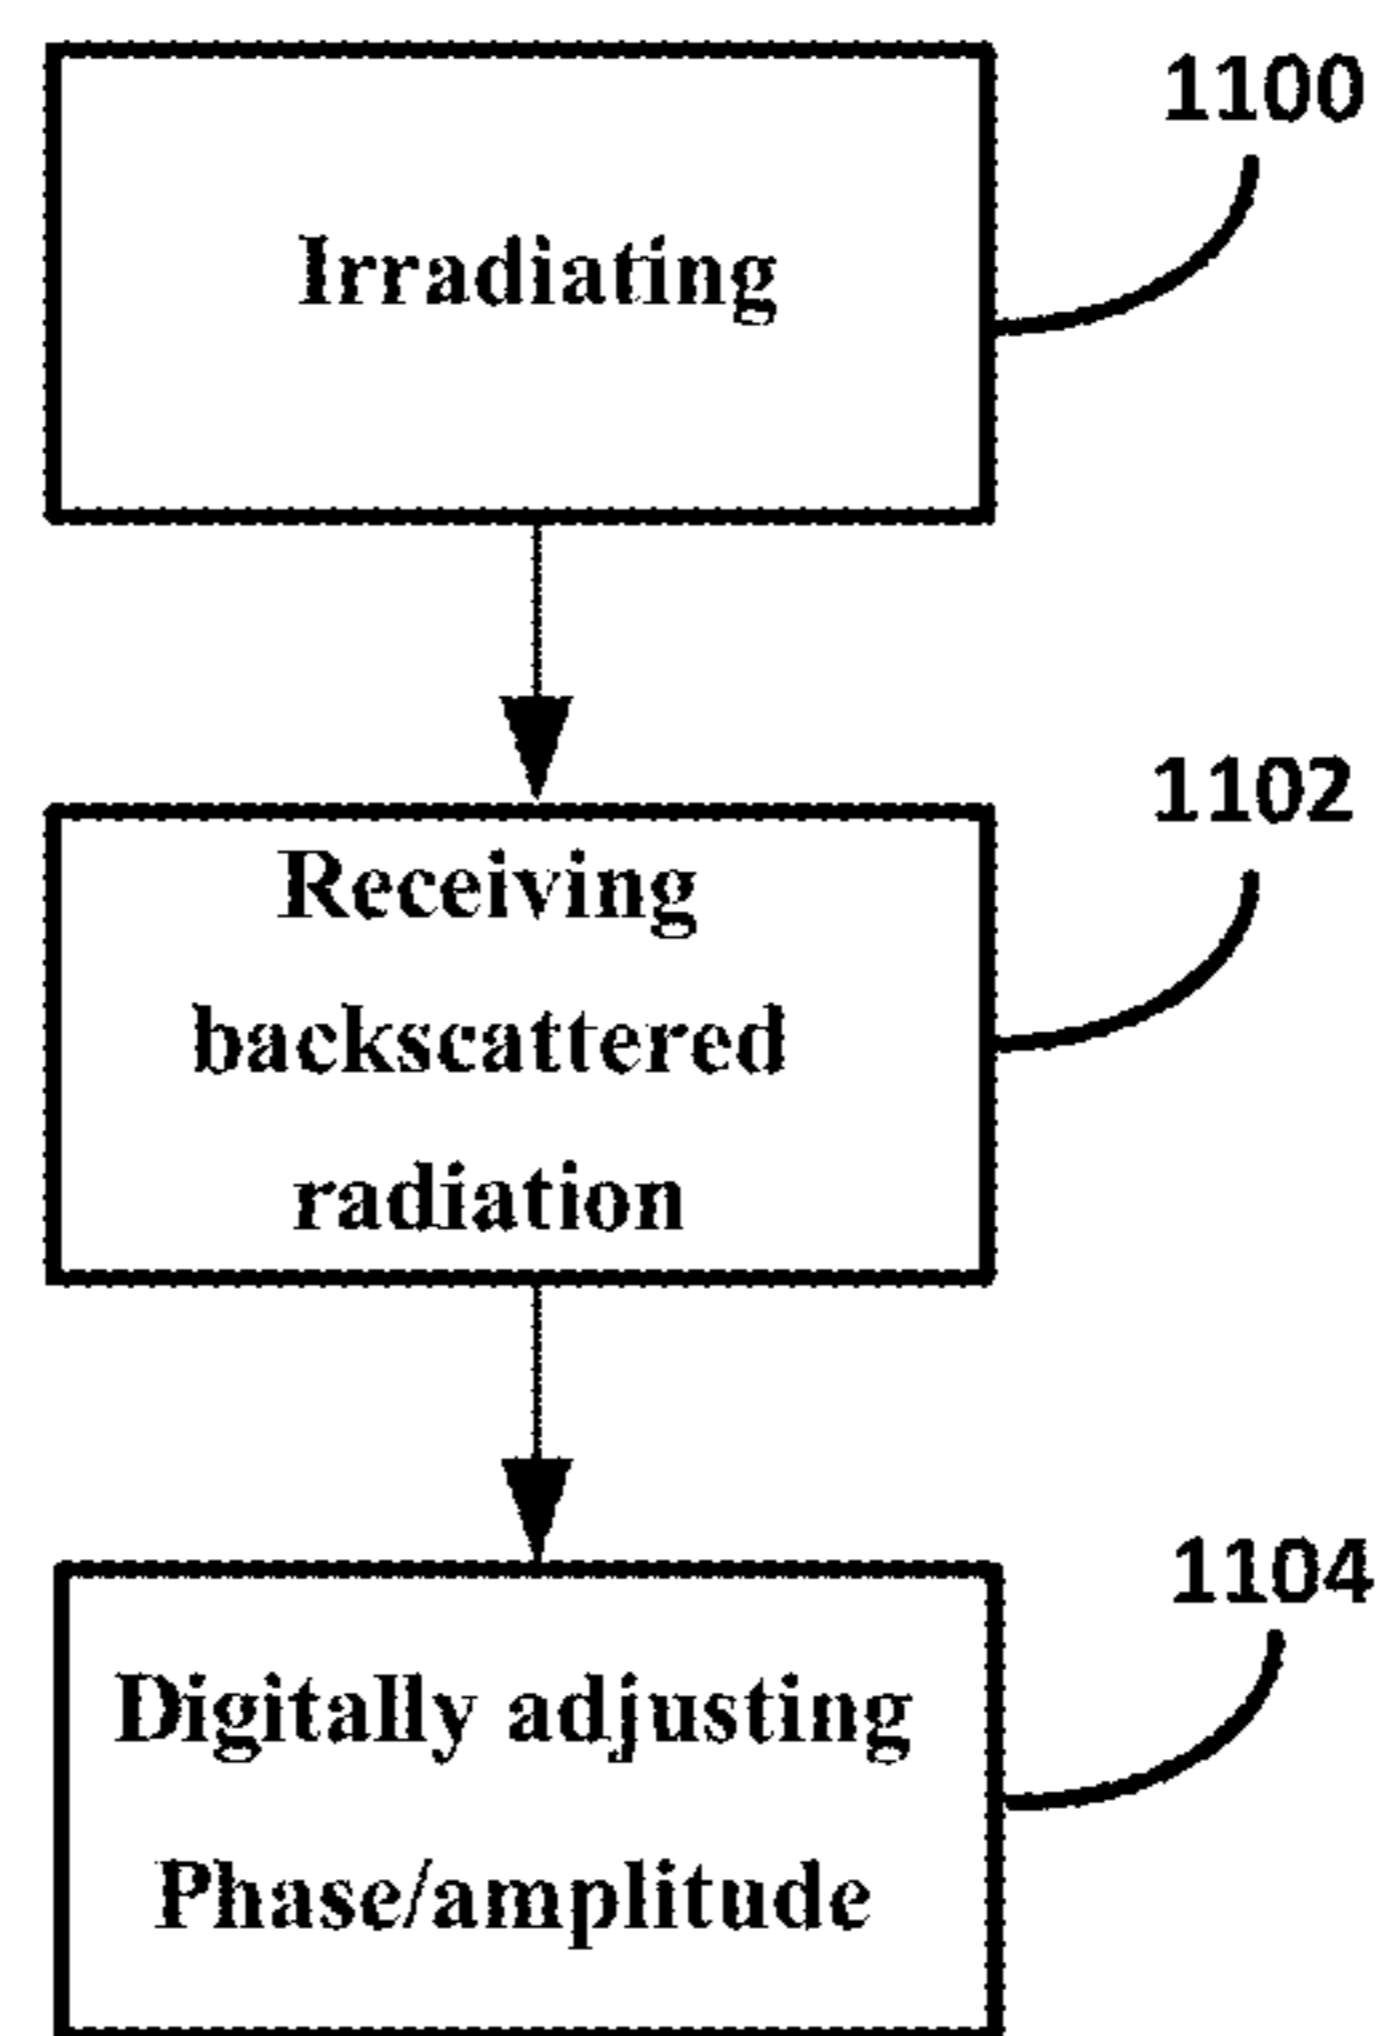 1100
Irradiating
1102
Receiving
backscattered
radiation
1104
Digitally adjusting
Phase/amplitude